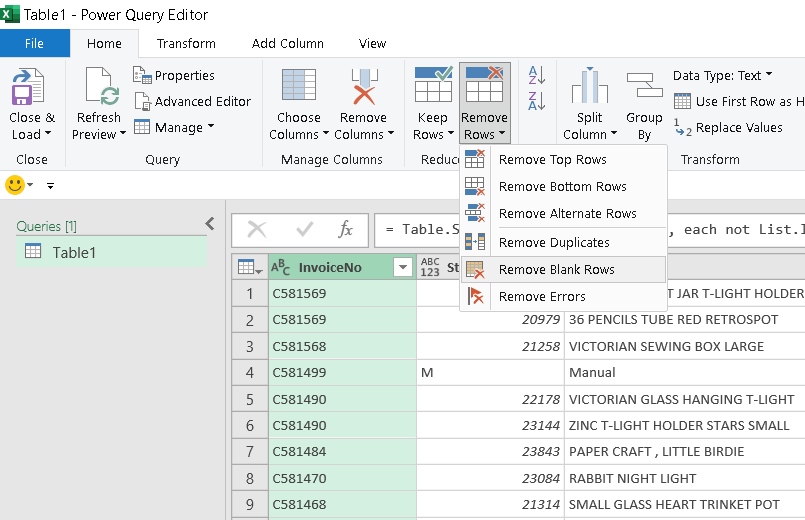 Table1 - Power Query Editor
File Home Transform Add Column View
Close & Load
Refresh Preview
Properties
Advanced Editor
Manage
Choose Columns
Remove Columns
Keep Rows
Remove Rows
A
Z
Z
A
Split Column
Group By
Data Type: Text
Use First Row as H
1
2
Replace Values
Close
Query
Manage Columns
Reduc
Transform
Remove Top Rows
Remove Bottom Rows
Remove Alternate Rows
Remove Duplicates
Remove Blank Rows
Remove Errors
Queries [1]
Table1
fx
= Table.S
, each not List.I
ABC InvoiceNo
ABC 123 St
1 C581569 T JAR T-LIGHT HOLDER
2 C581569 20979 36 PENCILS TUBE RED RETROSPOT
3 C581568 21258 VICTORIAN SEWING BOX LARGE
4 C581499 M Manual
5 C581490 22178 VICTORIAN GLASS HANGING T-LIGHT
6 C581490 23144 ZINC T-LIGHT HOLDER STARS SMALL
7 C581484 23843 PAPER CRAFT , LITTLE BIRDIE
8 C581470 23084 RABBIT NIGHT LIGHT
9 C581468 21314 SMALL GLASS HEART TRINKET POT